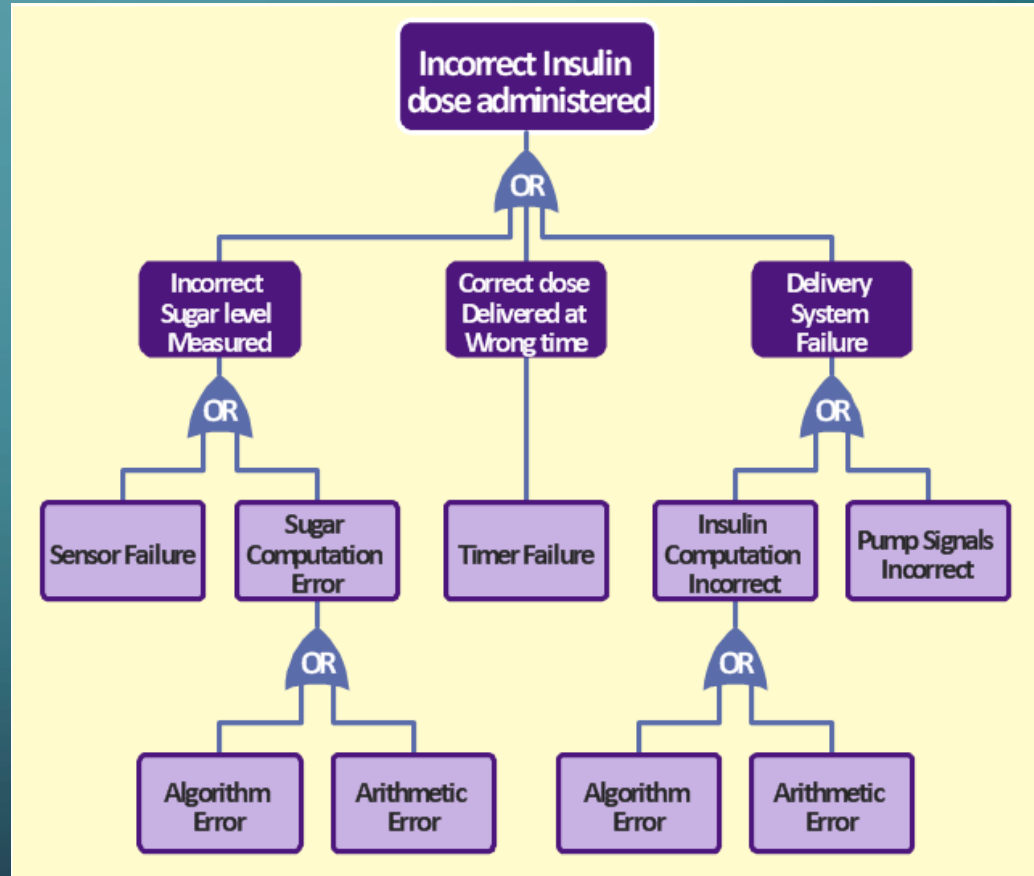 Incorrect Insulin
dose administered
OR
Incorrect
Sugar level
Measured
Correct dose
Delivered at
Wrong time
Delivery
System
Failure
OR
OR
Sensor Failure
Sugar
Computation
Error
Timer Failure
Insulin
Computation
Incorrect
Pump Signals
Incorrect
OR
OR
Algorithm
Error
Arithmetic
Error
Algorithm
Error
Arithmetic
Error